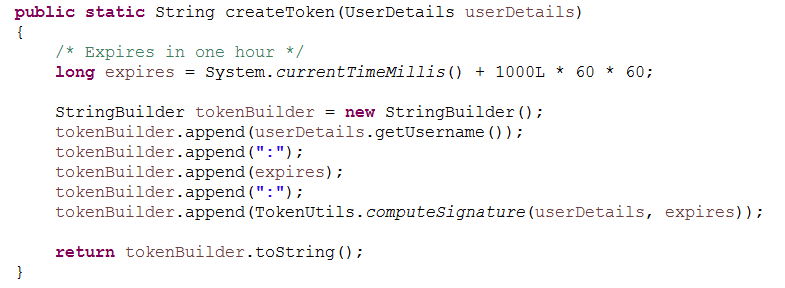 public static String createToken(UserDetails userDetails)
{
    /* Expires in one hour */
    long expires = System.currentTimeMillis() + 1000L * 60 * 60;

    StringBuilder tokenBuilder = new StringBuilder();
    tokenBuilder.append(userDetails.getUsername());
    tokenBuilder.append(":");
    tokenBuilder.append(expires);
    tokenBuilder.append(":");
    tokenBuilder.append(TokenUtils.computeSignature(userDetails, expires));

    return tokenBuilder.toString();
}